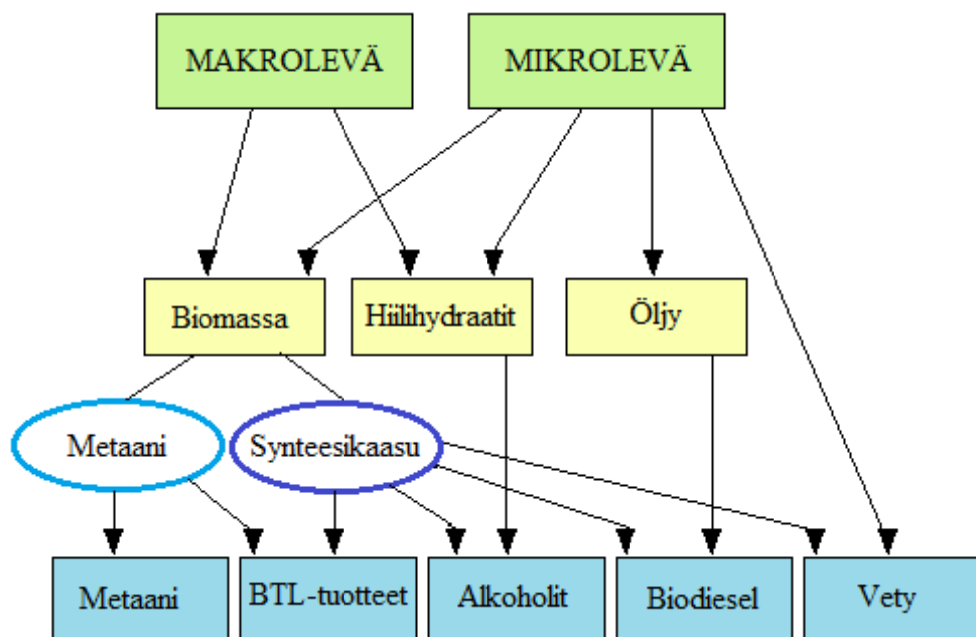 MAKROLEVÄ
MIKROLEVÄ
Biomassa
Hiilihydraatit
Öljy
Metaani
Synteesikaasu
Metaani
BTL-tuotteet
Alkoholit
Biodiesel
Vety